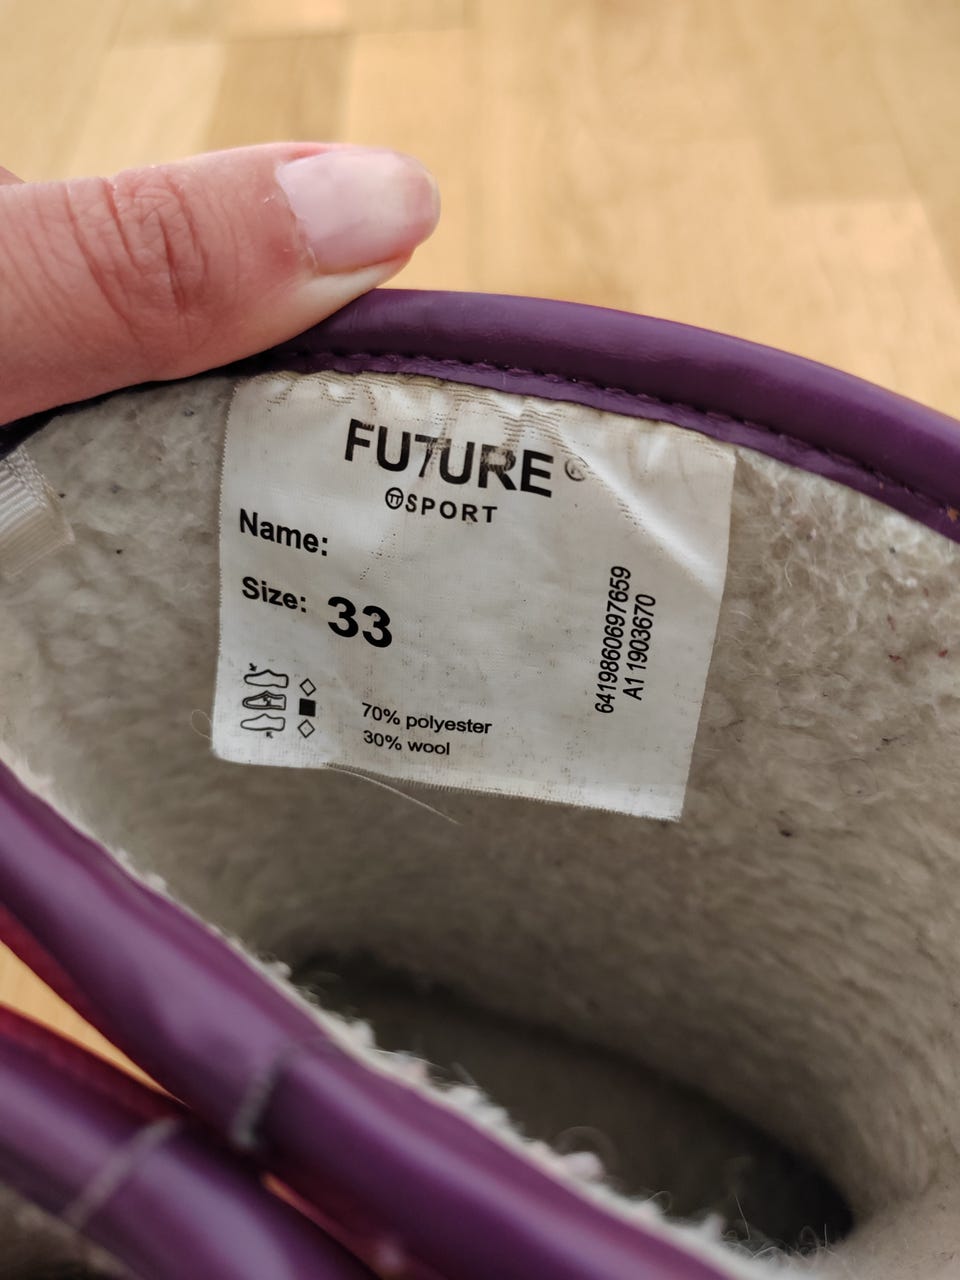 FUTURE ®
SPORT
Name:
Size: 33
70% polyester
30% wool
6419860697659
A1 1903670